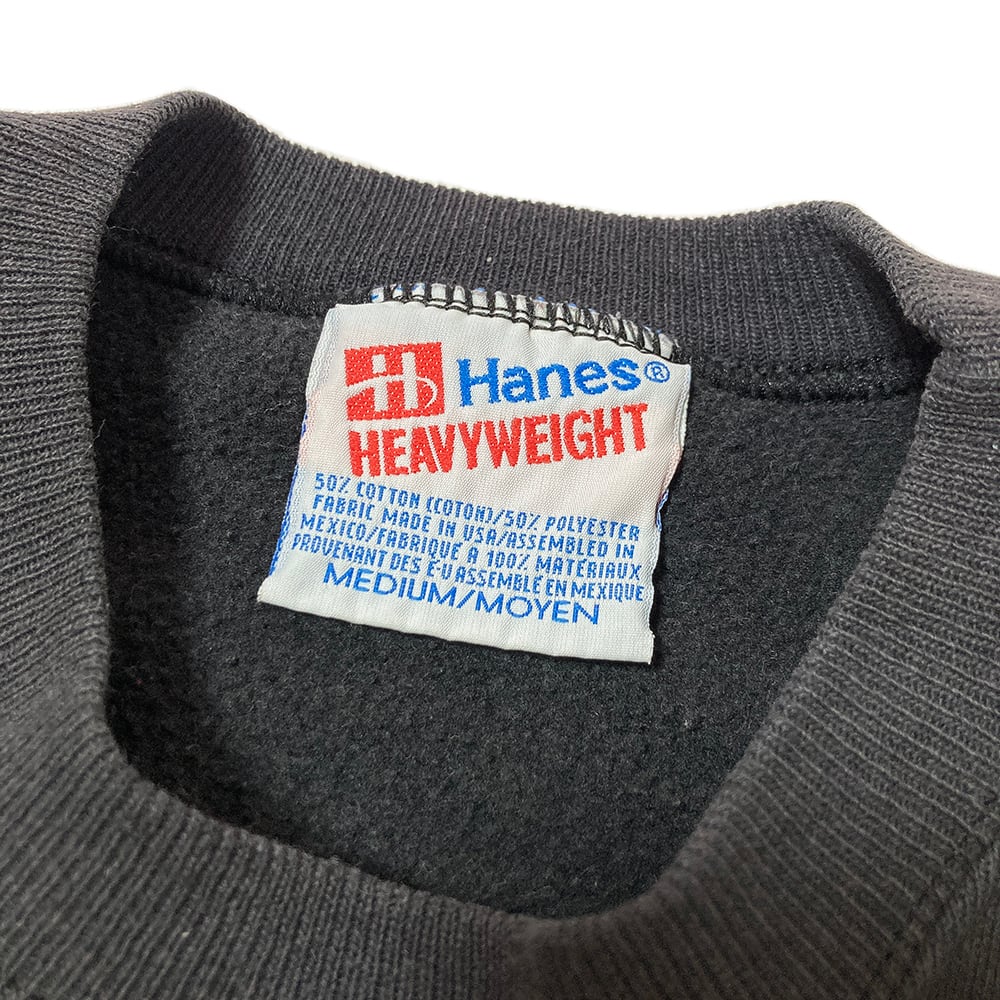 Hanes®
HEAVYWEIGHT
50% COTTON (COTON)/50% POLYESTER
FABRIC MADE IN USA/ASSEMBLED IN
MEXICO/FABRIQUE A 100% MATERIAUX
PROVENANT DES É-U ASSEMBLÉ EN MEXIQUE
MEDIUM/MOYEN